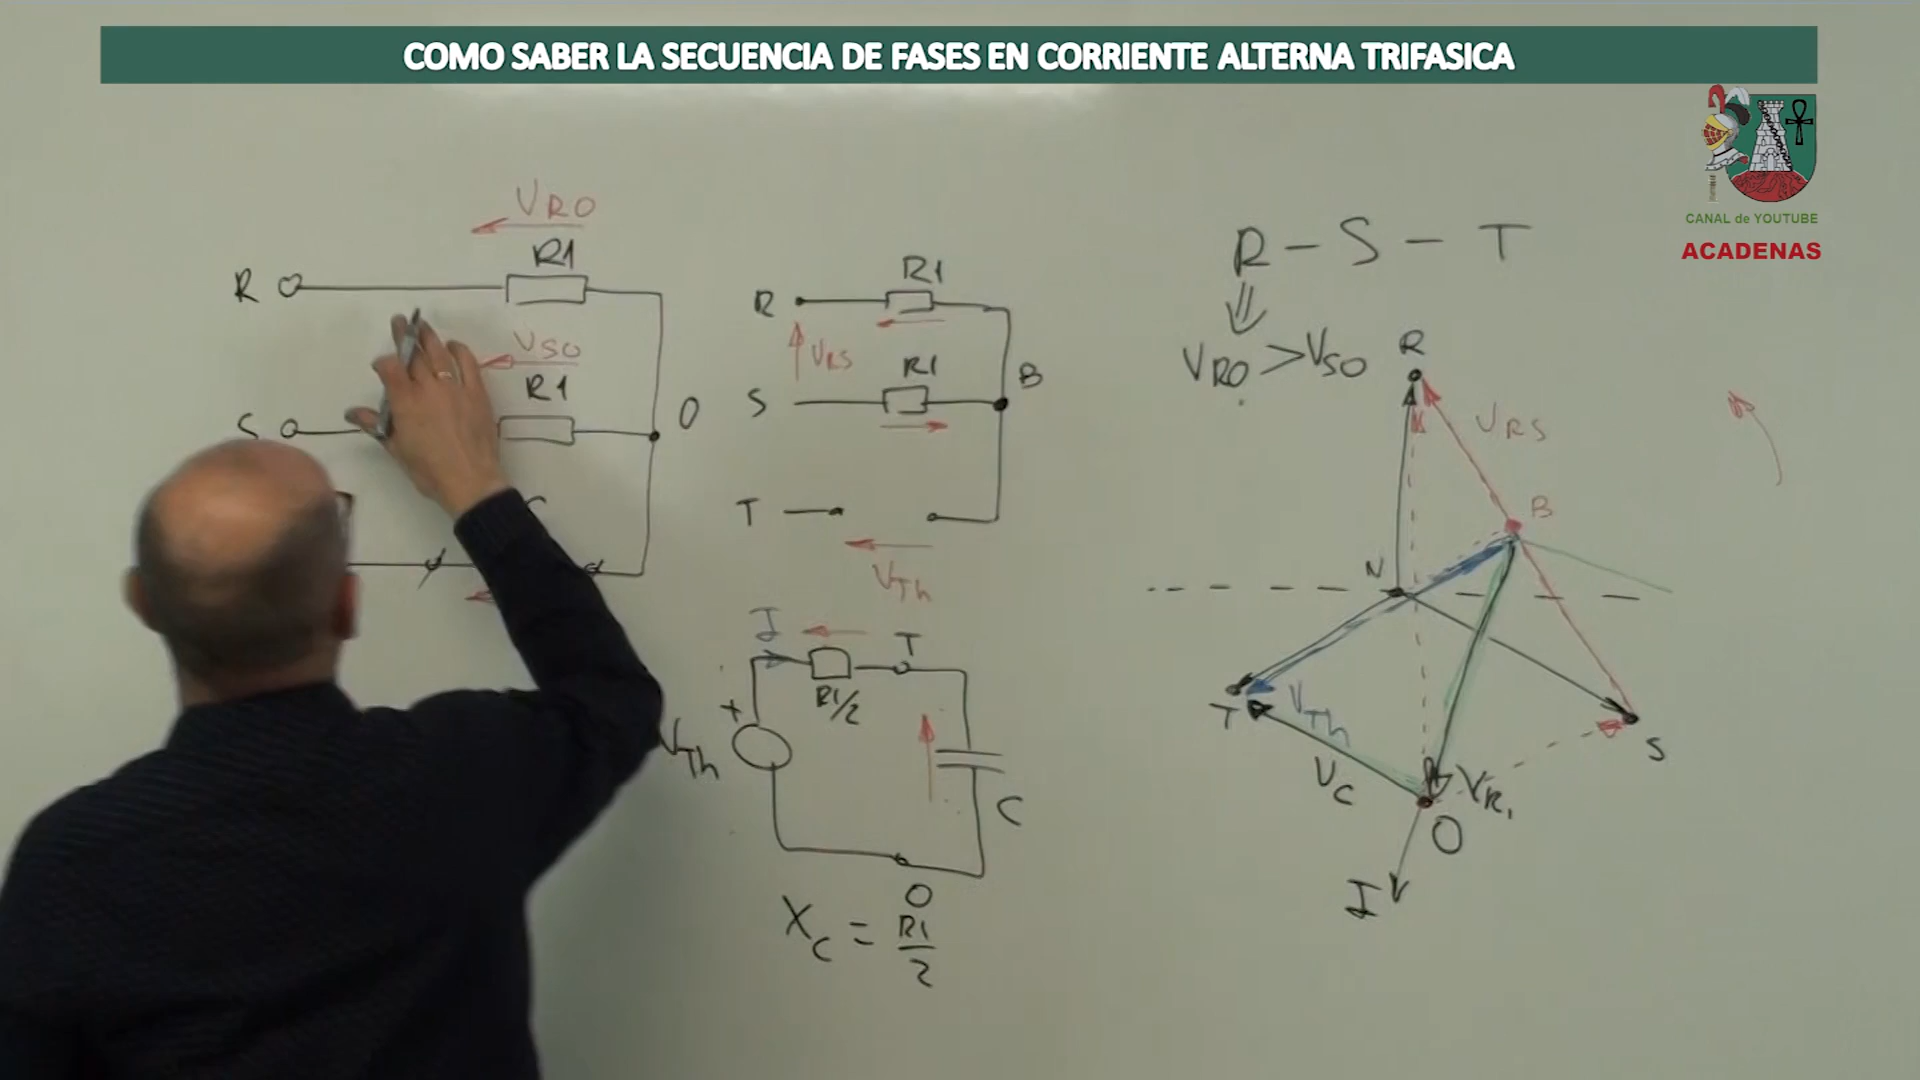 COMO SABER LA SECUENCIA DE FASES EN CORRIENTE ALTERNA TRIFASICA
CANAL de YOUTUBE
ACADENAS
VRO
R1
R
VSO
R1
S
O
R1
R
VRS
R1
S
B
T
VTh
I
T
R1/2
+
VTh
C
O
XC = R1/2
R - S - T
VRO > VSO
R
VRS
B
N
T
VTh
S
VC
VR1
O
I